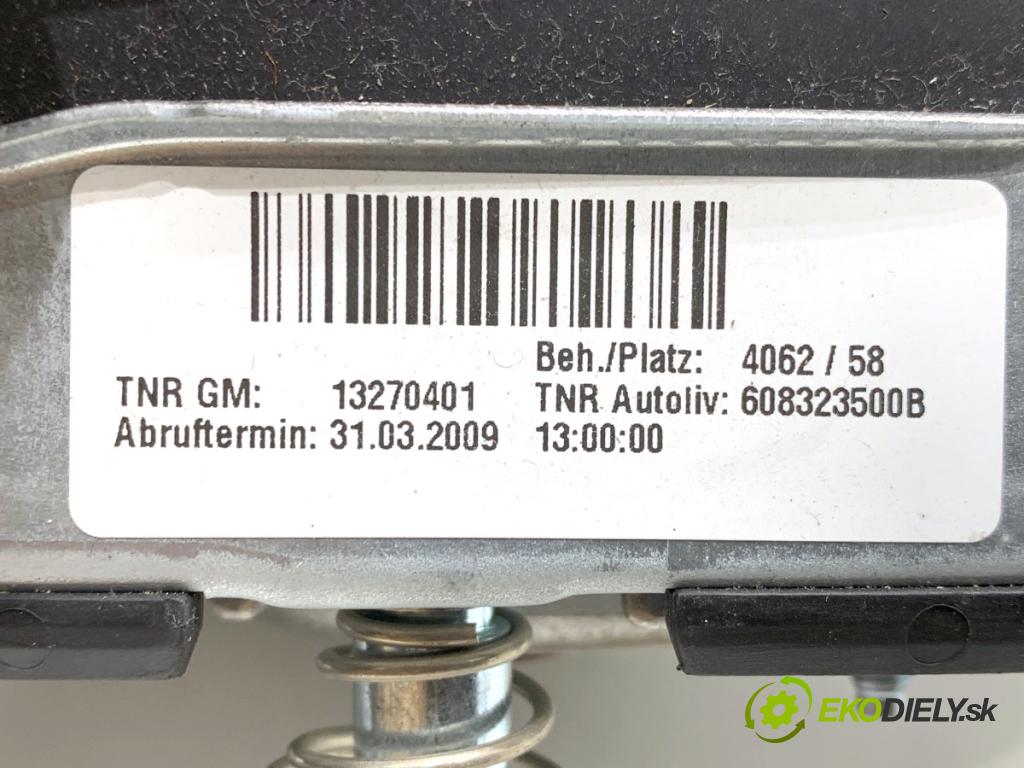 Beh./Platz: 4062 / 58
TNR GM: 13270401 TNR Autoliv: 608323500B
Abruftermin: 31.03.2009 13:00:00
EKODIELY.sk